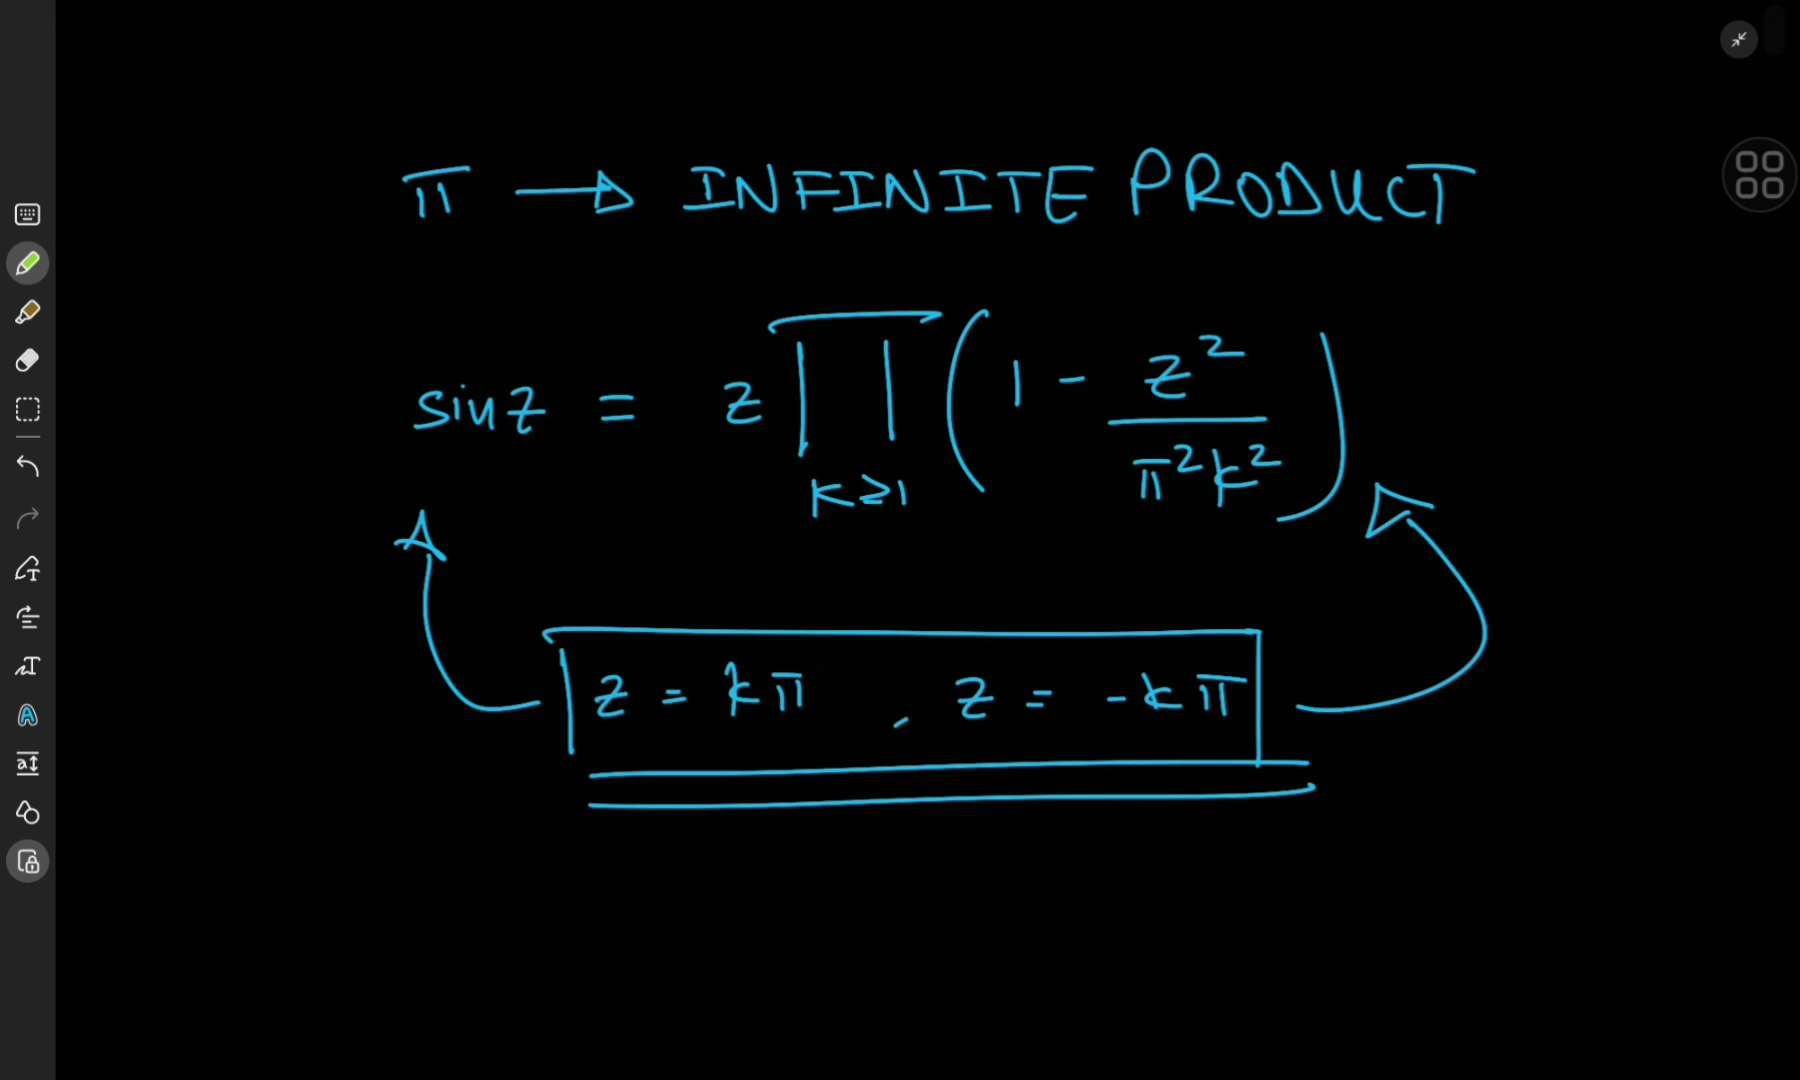 π → INFINITE PRODUCT
sin z = z ∏ (1 - z²/π²k²)
k ≥ 1
z = kπ , z = -kπ